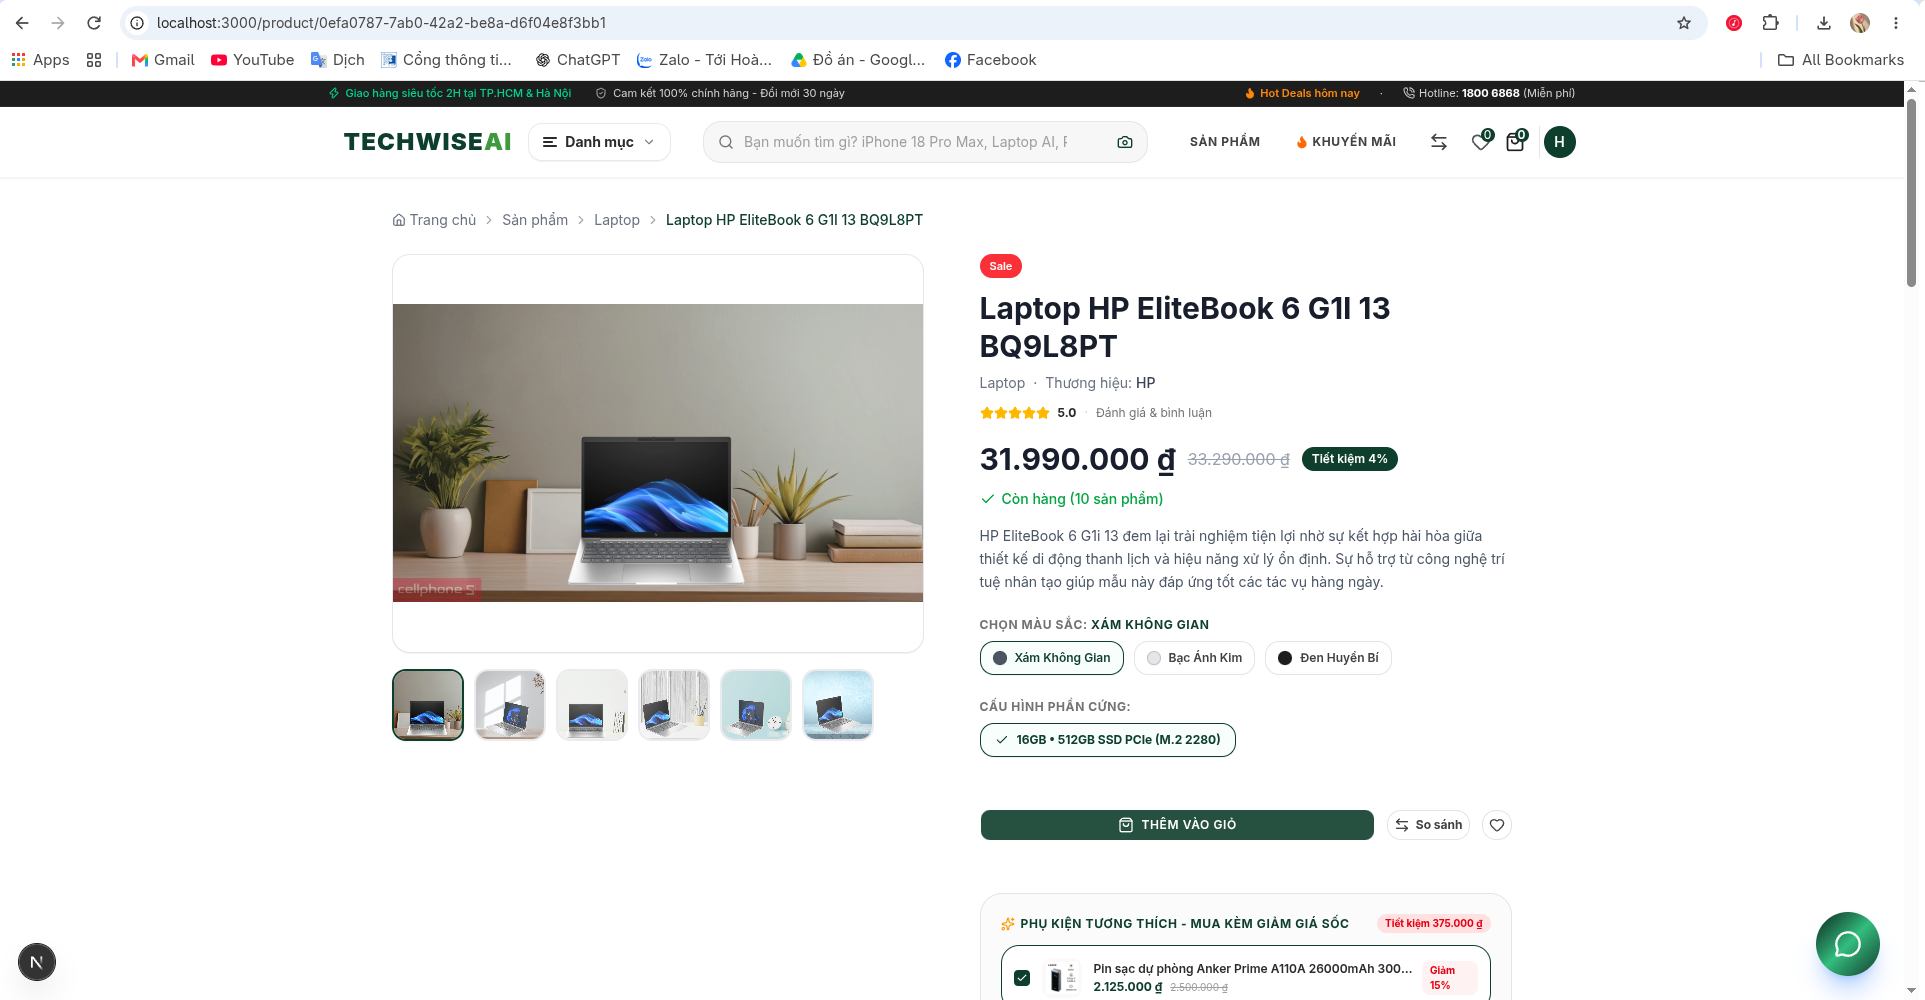 localhost:3000/product/0efa0787-7ab0-42a2-be8a-d6f04e8f3bb1
Apps
Gmail
YouTube
Dịch
Cổng thông ti...
ChatGPT
Zalo - Tới Hoà...
Đồ án - Googl...
Facebook
All Bookmarks
Giao hàng siêu tốc 2H tại TP.HCM & Hà Nội
Cam kết 100% chính hãng - Đổi mới 30 ngày
Hot Deals hôm nay
·
Hotline: 1800 6868 (Miễn phí)
TECHWISEAI
Danh mục
Bạn muốn tìm gì? iPhone 18 Pro Max, Laptop AI, F
SẢN PHẨM
KHUYẾN MÃI
0
0
H
Trang chủ > Sản phẩm > Laptop > Laptop HP EliteBook 6 G1I 13 BQ9L8PT
cellphoneS
Sale
Laptop HP EliteBook 6 G1I 13
BQ9L8PT
Laptop · Thương hiệu: HP
5.0 · Đánh giá & bình luận
31.990.000 ₫ 33.290.000 ₫ Tiết kiệm 4%
Còn hàng (10 sản phẩm)
HP EliteBook 6 G1i 13 đem lại trải nghiệm tiện lợi nhờ sự kết hợp hài hòa giữa
thiết kế di động thanh lịch và hiệu năng xử lý ổn định. Sự hỗ trợ từ công nghệ trí
tuệ nhân tạo giúp mẫu này đáp ứng tốt các tác vụ hàng ngày.
CHỌN MÀU SẮC: XÁM KHÔNG GIAN
Xám Không Gian
Bạc Ánh Kim
Đen Huyền Bí
CẤU HÌNH PHẦN CỨNG:
16GB • 512GB SSD PCIe (M.2 2280)
THÊM VÀO GIỎ
So sánh
PHỤ KIỆN TƯƠNG THÍCH - MUA KÈM GIẢM GIÁ SỐC
Tiết kiệm 375.000 ₫
Pin sạc dự phòng Anker Prime A110A 26000mAh 300...
2.125.000 ₫ 2.500.000 ₫
Giảm
15%
N